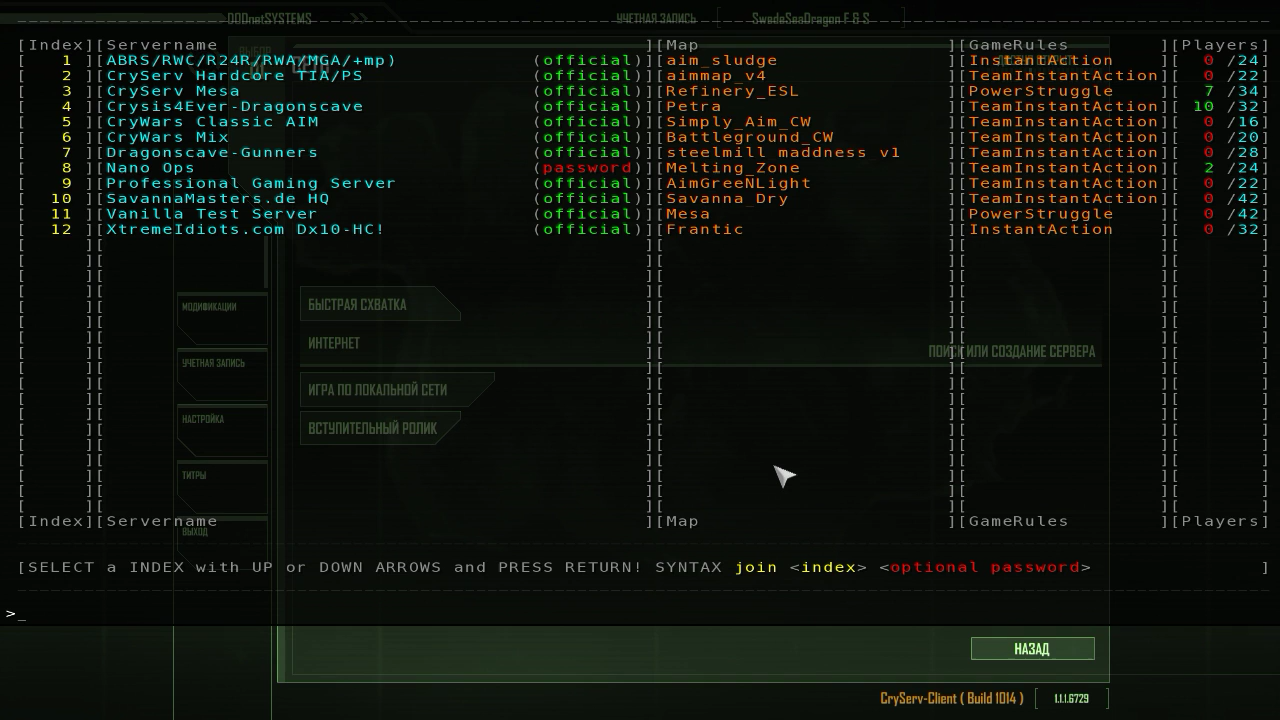 DODnetSYSTEMS УЧЕТНАЯ ЗАПИСЬ [ SwedeSeaDragon F & S ]
[Index][Servername ][Map ][GameRules ][Players]
[ 1 ][ABRS/RWC/R24R/RWA/MGA/+mp) (official)][aim_sludge ][InstantAction ][ 0 /24]
[ 2 ][CryServ Hardcore TIA/PS (official)][aimmap_v4 ][TeamInstantAction][ 0 /22]
[ 3 ][CryServ Mesa (official)][Refinery_ESL ][PowerStruggle ][ 7 /34]
[ 4 ][Crysis4Ever-Dragonscave (official)][Petra ][TeamInstantAction][ 10 /32]
[ 5 ][CryWars Classic AIM (official)][Simply_Aim_CW ][TeamInstantAction][ 0 /16]
[ 6 ][CryWars Mix (official)][Battleground_CW ][TeamInstantAction][ 0 /20]
[ 7 ][Dragonscave-Gunners (official)][steelmill_maddness_v1 ][TeamInstantAction][ 0 /28]
[ 8 ][Nano Ops (password)][Melting_Zone ][TeamInstantAction][ 2 /24]
[ 9 ][Professional Gaming Server (official)][AimGreeNLight ][TeamInstantAction][ 0 /22]
[ 10 ][SavannaMasters.de HQ (official)][Savanna_Dry ][TeamInstantAction][ 0 /42]
[ 11 ][Vanilla Test Server (official)][Mesa ][PowerStruggle ][ 0 /42]
[ 12 ][XtremeIdiots.com Dx10-HC! (official)][Frantic ][InstantAction ][ 0 /32]
МОДИФИКАЦИИ
УЧЕТНАЯ ЗАПИСЬ
НАСТРОЙКА
ТИТРЫ
ВЫХОД
БЫСТРАЯ СХВАТКА
ИНТЕРНЕТ
ПОИСК ИЛИ СОЗДАНИЕ СЕРВЕРА
ИГРА ПО ЛОКАЛЬНОЙ СЕТИ
ВСТУПИТЕЛЬНЫЙ РОЛИК
[Index][Servername ][Map ][GameRules ][Players]
[SELECT a INDEX with UP or DOWN ARROWS and PRESS RETURN! SYNTAX join <index> <optional password> ]
>_
НАЗАД
CryServ-Client ( Build 1014 ) [ 1.1.1.6729 ]